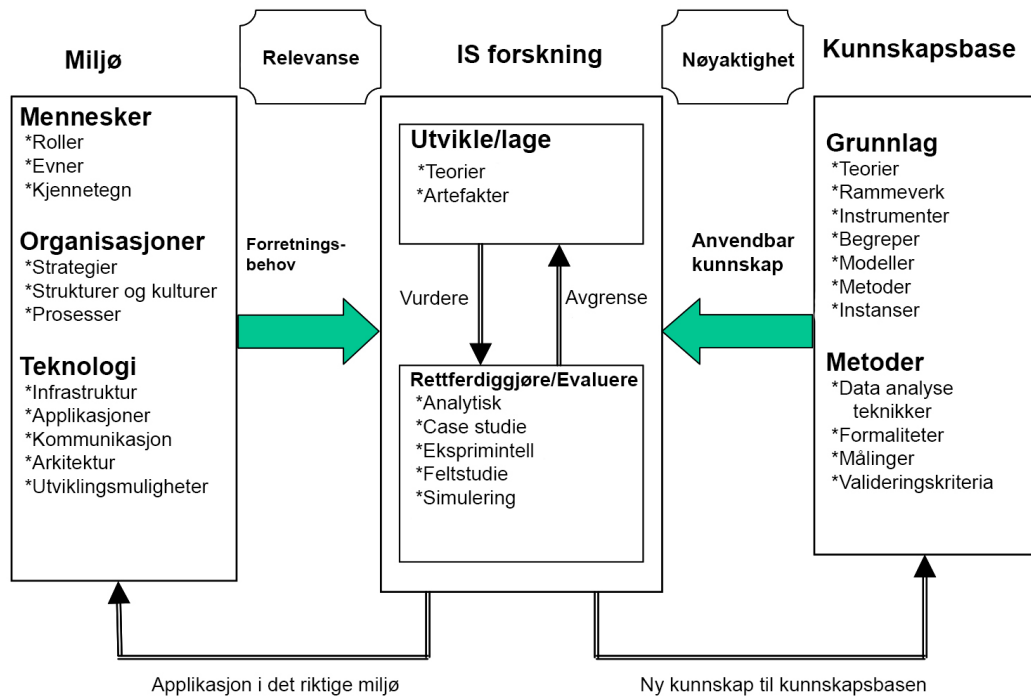 Miljø
Relevanse
IS forskning
Nøyaktighet
Kunnskapsbase
Mennesker
*Roller
*Evner
*Kjennetegn
Organisasjoner
*Strategier
*Strukturer og kulturer
*Prosesser
Teknologi
*Infrastruktur
*Applikasjoner
*Kommunikasjon
*Arkitektur
*Utviklingsmuligheter
Forretnings-
behov
Utvikle/lage
*Teorier
*Artefakter
Vurdere
Avgrense
Rettferdiggjøre/Evaluere
*Analytisk
*Case studie
*Eksprimintell
*Feltstudie
*Simulering
Anvendbar
kunnskap
Grunnlag
*Teorier
*Rammeverk
*Instrumenter
*Begreper
*Modeller
*Metoder
*Instanser
Metoder
*Data analyse
teknikker
*Formaliteter
*Målinger
*Valideringskriteria
Applikasjon i det riktige miljø
Ny kunnskap til kunnskapsbasen